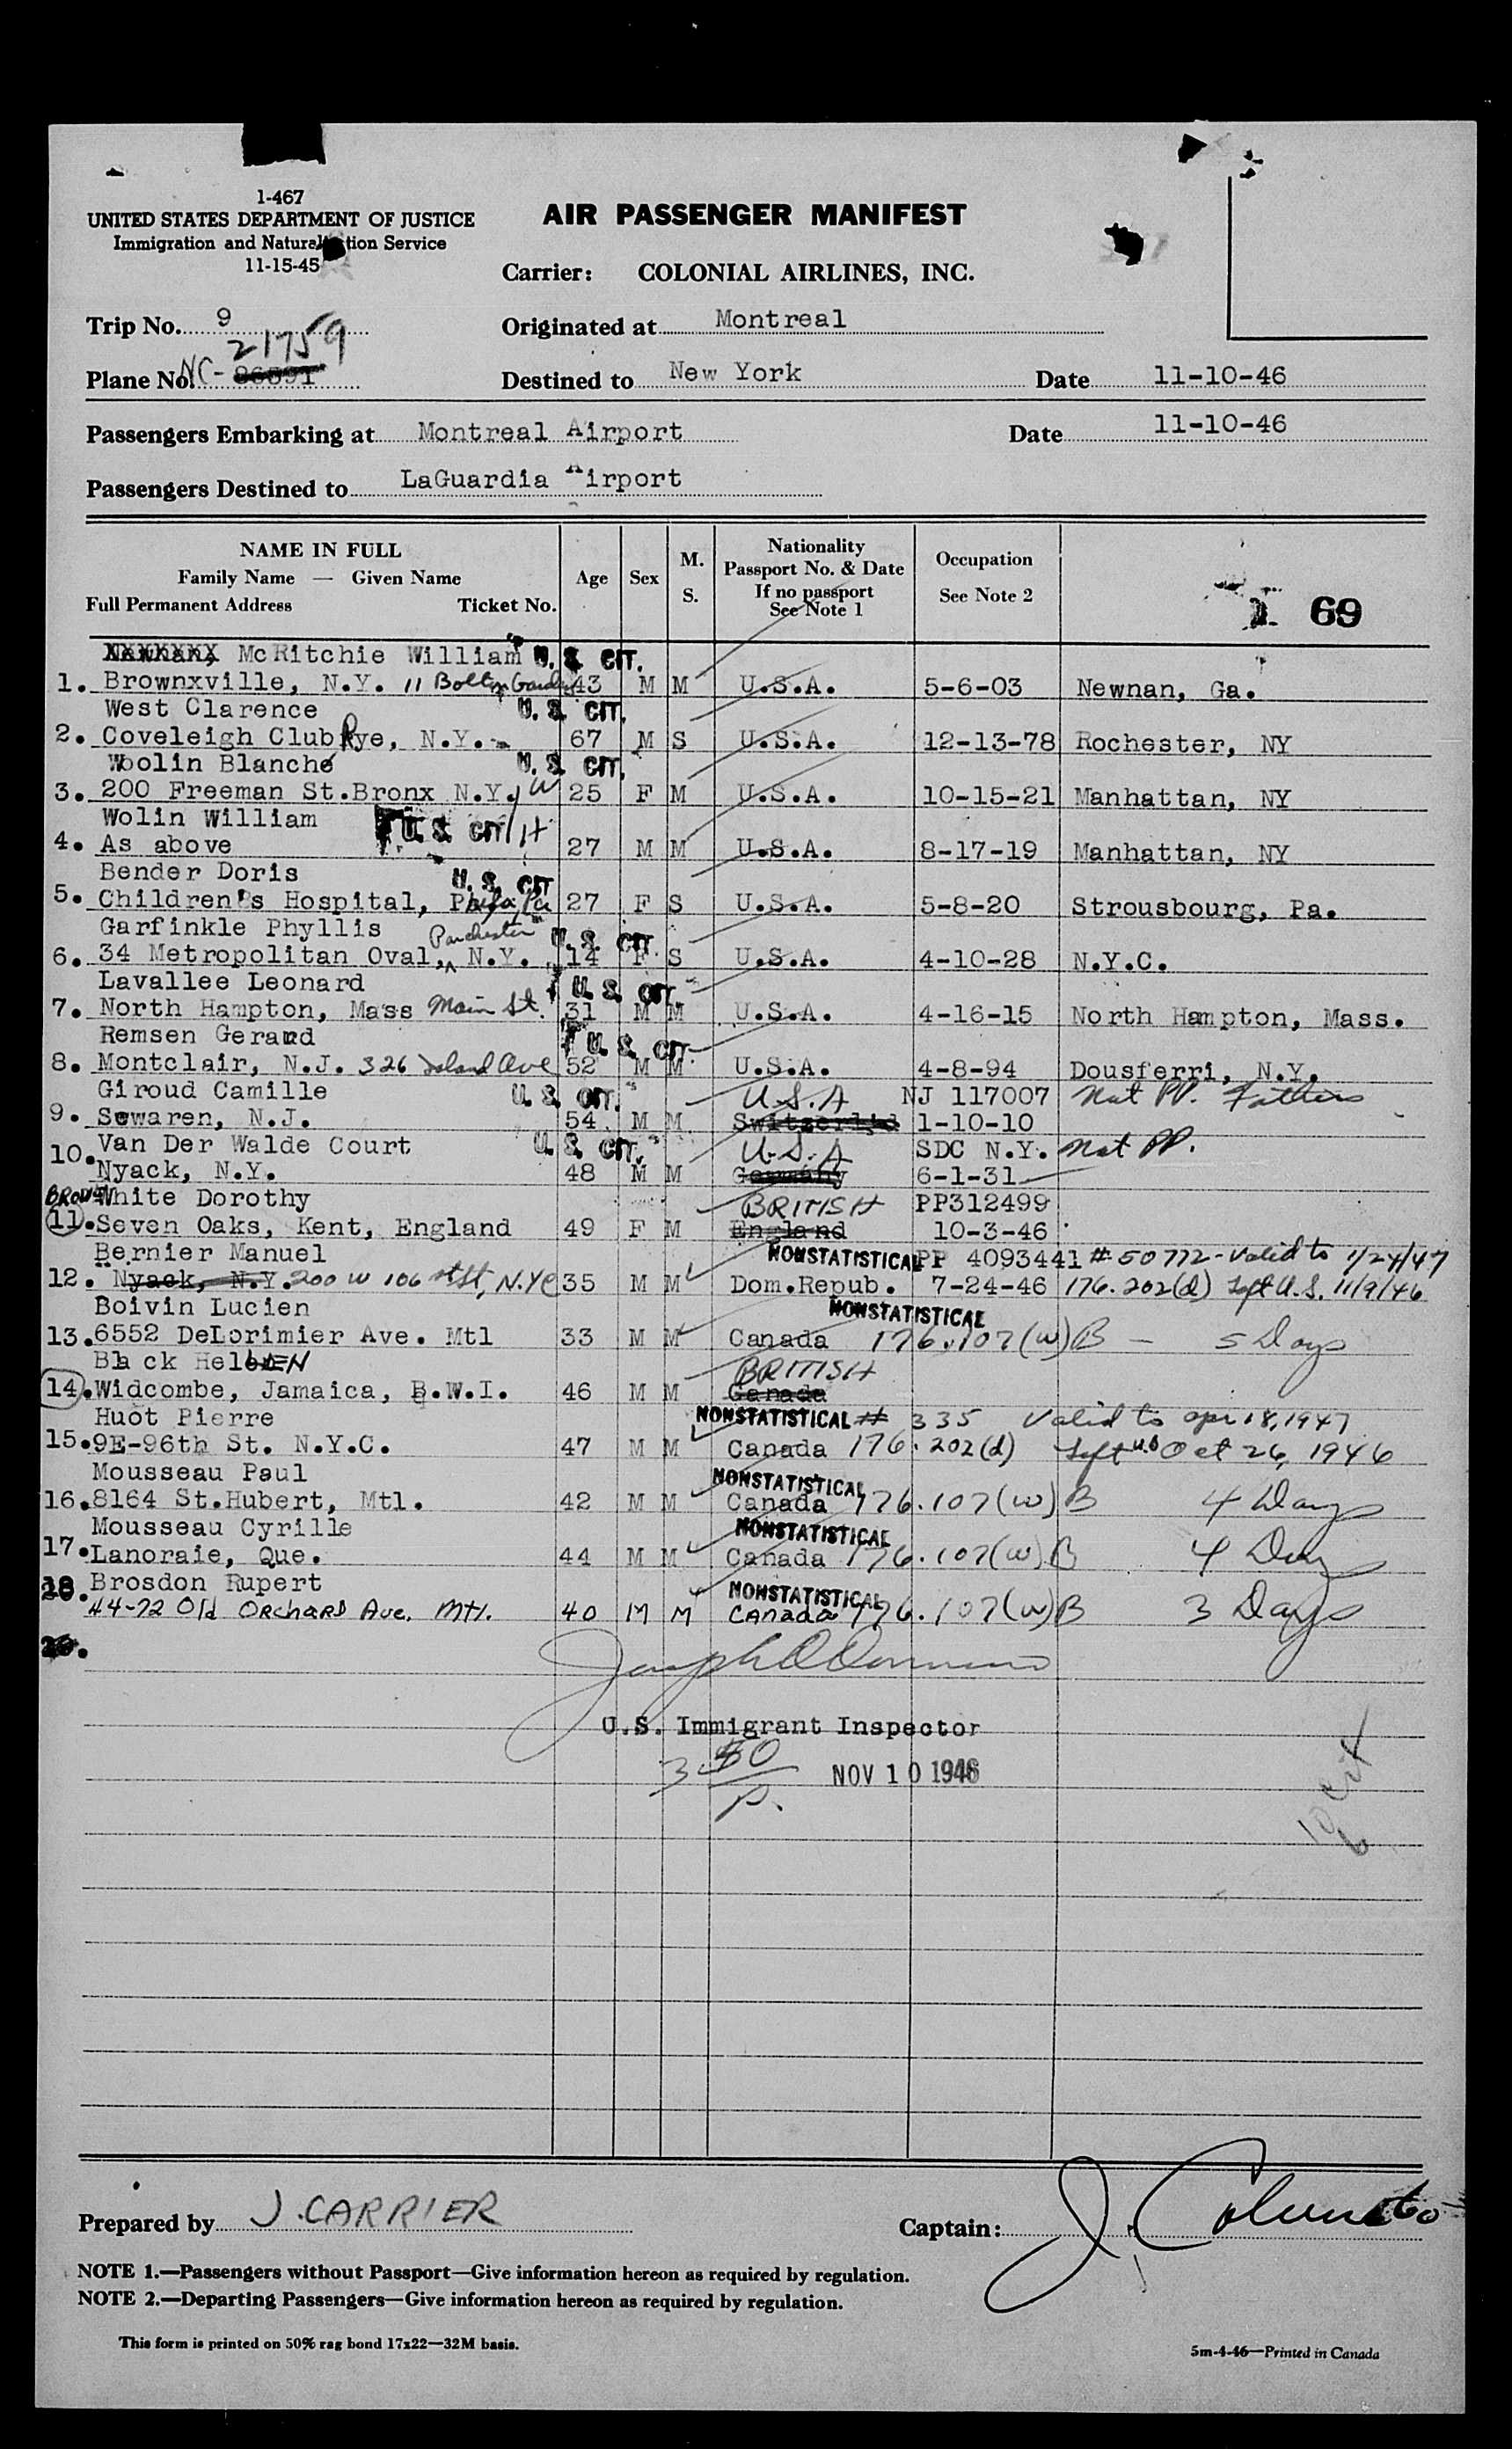 1-467
UNITED STATES DEPARTMENT OF JUSTICE
Immigration and Naturalization Service
11-15-45
AIR PASSENGER MANIFEST
Carrier: COLONIAL AIRLINES, INC.
Trip No. 9
21759
Originated at Montreal
Plane No. NC- 86891
Destined to New York Date 11-10-46
Passengers Embarking at Montreal Airport Date 11-10-46
Passengers Destined to LaGuardia Airport
NAME IN FULL
Family Name — Given Name
Full Permanent Address Ticket No.
Age
Sex
M.
S.
Nationality
Passport No. & Date
If no passport
See Note 1
Occupation
See Note 2
69
McRitchie William U. S. CIT.
1. Brownxville, N.Y. 11 Bolton Gardens 43 M M U.S.A. 5-6-03 Newnan, Ga.
West Clarence U. S. CIT.
2. Coveleigh Club Rye, N.Y. 67 M S U.S.A. 12-13-78 Rochester, NY
Woolin Blanche U. S. CIT.
3. 200 Freeman St.Bronx N.Y. W 25 F M U.S.A. 10-15-21 Manhattan, NY
Wolin William U. S. CIT H
4. As above 27 M M U.S.A. 8-17-19 Manhattan, NY
Bender Doris U. S. CIT
5. Children's Hospital, Phila Pa 27 F S U.S.A. 5-8-20 Strousbourg, Pa.
Garfinkle Phyllis Parchester U. S. CIT.
6. 34 Metropolitan Oval, N.Y. 14 F S U.S.A. 4-10-28 N.Y.C.
Lavallee Leonard U. S. CIT.
7. North Hampton, Mass Main St. 31 M M U.S.A. 4-16-15 North Hampton, Mass.
Remsen Gerard U. S. CIT.
8. Montclair, N.J. 326 Ave 52 M M U.S.A. 4-8-94 Dousferri, N.Y.
Giroud Camille U. S. CIT. U.S.A NJ 117007 Nat PP. Fathers
9. Sewaren, N.J. 54 M M Switzerlnd 1-10-10
Van Der Walde Court U. S. CIT. U.S.A SDC N.Y. Nat PP.
10. Nyack, N.Y. 48 M M Germany 6-1-31
BROWN White Dorothy BRITISH PP312499
11. Seven Oaks, Kent, England 49 F M England 10-3-46
Bernier Manuel NONSTATISTICAL PP 4093441 #50772-Valid to 1/24/47
12. Nyack, N.Y. 200 W 106 St, N.Y.C 35 M M Dom.Repub. 7-24-46 176.202(d) Left U.S. 11/9/46
Boivin Lucien NONSTATISTICAL
13. 6552 DeLorimier Ave. Mtl 33 M M Canada 176.107(w)B — 5 Days
Black Helen BRITISH
14. Widcombe, Jamaica, B.W.I. 46 M M Canada
Huot Pierre NONSTATISTICAL # 335 Valid to Apr 18, 1947
15. 9E-96th St. N.Y.C. 47 M M Canada 176.202(d) Left U.S Oct 26, 1946
Mousseau Paul NONSTATISTICAL
16. 8164 St.Hubert, Mtl. 42 M M Canada 176.107(w)B 4 Days
Mousseau Cyrille NONSTATISTICAL
17. Lanoraie, Que. 44 M M Canada 176.107(w)B 4 Day
18. Brosdon Rupert NONSTATISTICAL
44-72 Old ORCHARD Ave. Mtl. 40 M M CANada 176.107(w)B 3 Days
U.S. Immigrant Inspector
NOV 10 1946
Prepared by J. CARRIER
Captain: J. Columbo
NOTE 1.—Passengers without Passport—Give information hereon as required by regulation.
NOTE 2.—Departing Passengers—Give information hereon as required by regulation.
This form is printed on 50% rag bond 17x22—32M basis.
5m-4-46—Printed in Canada